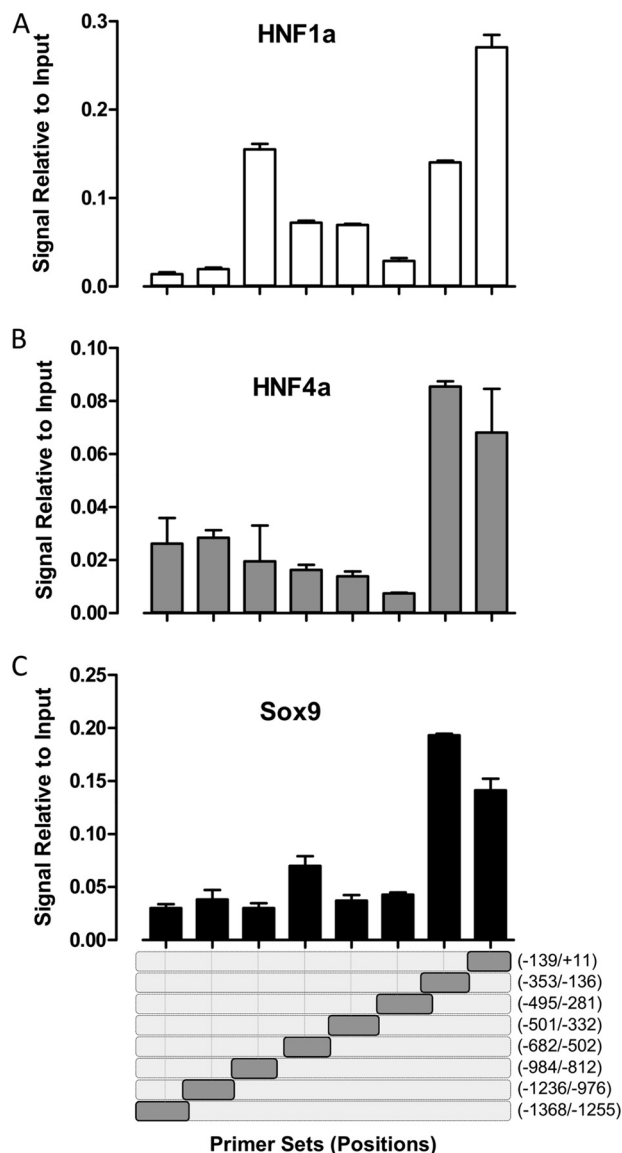 A
HNF1a
Signal Relative to Input
0.3
0.2
0.1
0.0
B
HNF4a
Signal Relative to Input
0.10
0.08
0.06
0.04
0.02
0.00
C
Sox9
Signal Relative to Input
0.25
0.20
0.15
0.10
0.05
0.00
(-139/+11)
(-353/-136)
(-495/-281)
(-501/-332)
(-682/-502)
(-984/-812)
(-1236/-976)
(-1368/-1255)
Primer Sets (Positions)